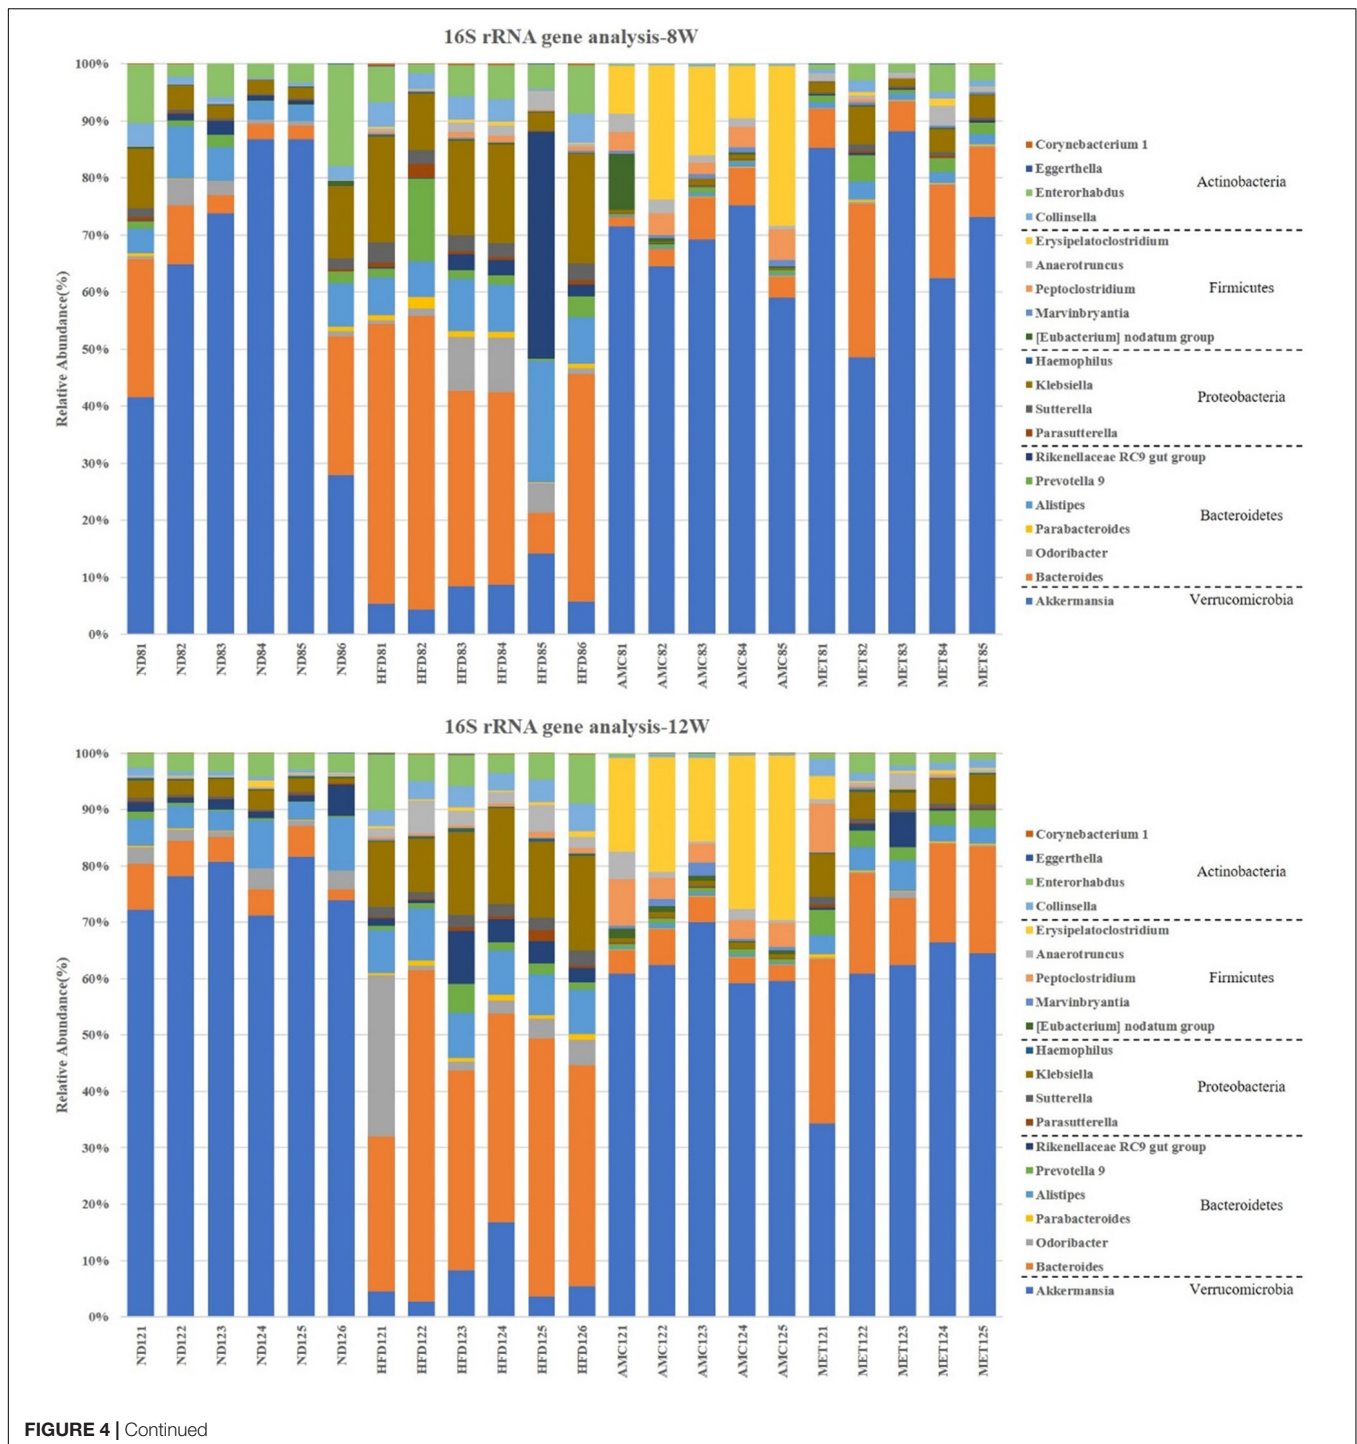 16S rRNA gene analysis-8W
Relative Abundance(%)
100%
90%
80%
70%
60%
50%
40%
30%
20%
10%
0%
ND81
ND82
ND83
ND84
ND85
ND86
HFD81
HFD82
HFD83
HFD84
HFD85
HFD86
AMC81
AMC82
AMC83
AMC84
AMC85
MET81
MET82
MET83
MET84
MET85
Corynebacterium 1
Eggerthella
Enterorhabdus
Collinsella
Actinobacteria
Erysipelatoclostridium
Anaerotruncus
Peptoclostridium
Marvinbryantia
[Eubacterium] nodatum group
Firmicutes
Haemophilus
Klebsiella
Sutterella
Parasutterella
Proteobacteria
Rikenellaceae RC9 gut group
Prevotella 9
Alistipes
Parabacteroides
Odoribacter
Bacteroides
Bacteroidetes
Akkermansia
Verrucomicrobia
16S rRNA gene analysis-12W
Relative Abundance(%)
100%
90%
80%
70%
60%
50%
40%
30%
20%
10%
0%
ND121
ND122
ND123
ND124
ND125
ND126
HFD121
HFD122
HFD123
HFD124
HFD125
HFD126
AMC121
AMC122
AMC123
AMC124
AMC125
MET121
MET122
MET123
MET124
MET125
Corynebacterium 1
Eggerthella
Enterorhabdus
Collinsella
Actinobacteria
Erysipelatoclostridium
Anaerotruncus
Peptoclostridium
Marvinbryantia
[Eubacterium] nodatum group
Firmicutes
Haemophilus
Klebsiella
Sutterella
Parasutterella
Proteobacteria
Rikenellaceae RC9 gut group
Prevotella 9
Alistipes
Parabacteroides
Odoribacter
Bacteroides
Bacteroidetes
Akkermansia
Verrucomicrobia
FIGURE 4 | Continued